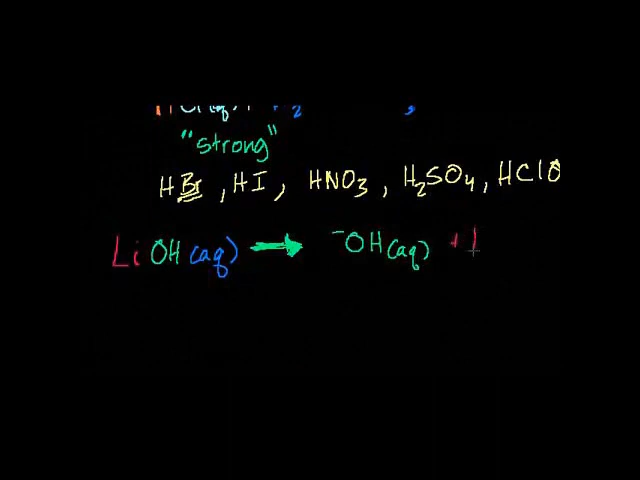 "strong"
HBr, HI, HNO₃, H₂SO₄, HClO
LiOH(aq) → ⁻OH(aq) +